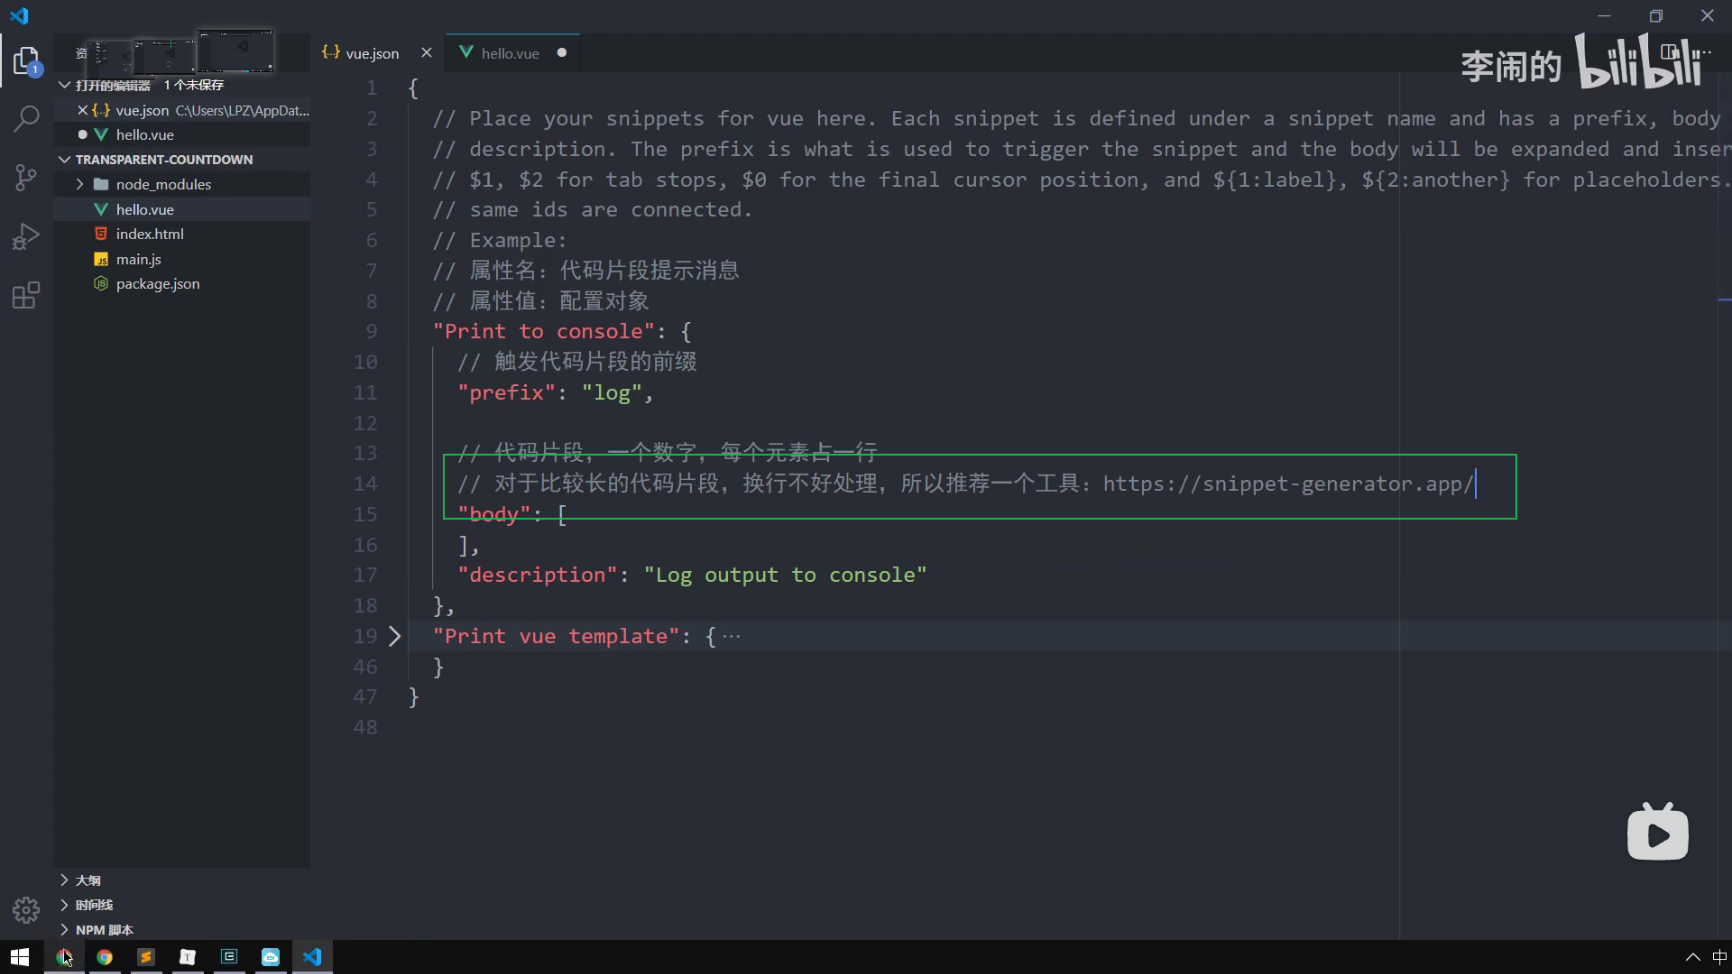 资
{..} vue.json
hello.vue
李闹的 bilibili
打开的编辑器 1 个未保存
{..} vue.json C:\Users\LPZ\AppDat...
hello.vue
TRANSPARENT-COUNTDOWN
node_modules
hello.vue
index.html
JS main.js
package.json
大纲
时间线
NPM 脚本
1
1 {
2 // Place your snippets for vue here. Each snippet is defined under a snippet name and has a prefix, body
3 // description. The prefix is what is used to trigger the snippet and the body will be expanded and inser
4 // $1, $2 for tab stops, $0 for the final cursor position, and ${1:label}, ${2:another} for placeholders.
5 // same ids are connected.
6 // Example:
7 // 属性名：代码片段提示消息
8 // 属性值：配置对象
9 "Print to console": {
10 // 触发代码片段的前缀
11 "prefix": "log",
12
13 // 代码片段，一个数字，每个元素占一行
14 // 对于比较长的代码片段，换行不好处理，所以推荐一个工具：https://snippet-generator.app/
15 "body": [
16 ],
17 "description": "Log output to console"
18 },
19 "Print vue template": { ...
46 }
47 }
48
T
中